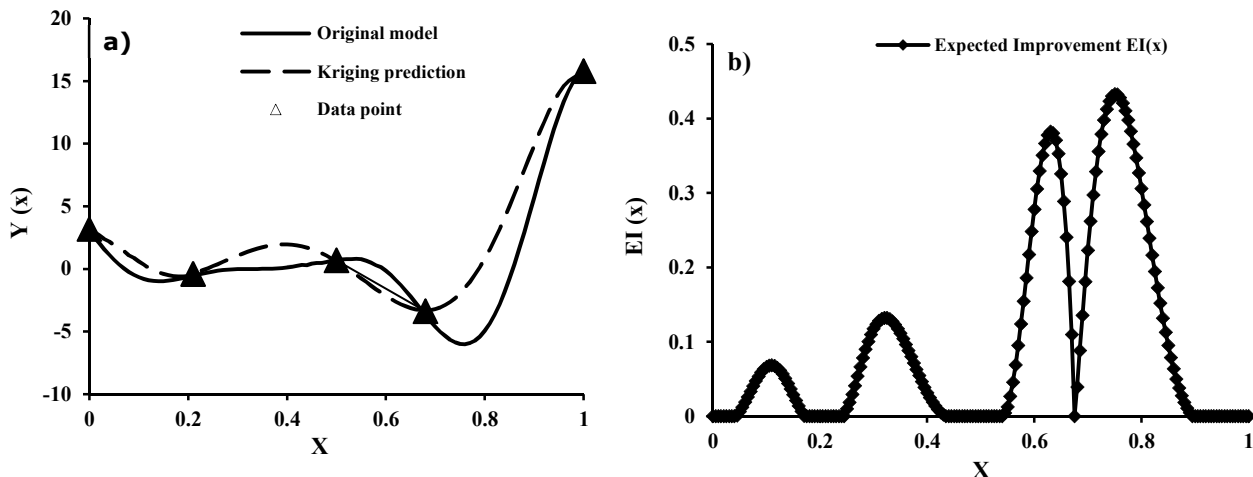 a)
Original model
Kriging prediction
Data point
20
15
10
5
0
-5
-10
Y (x)
0
0.2
0.4
0.6
0.8
1
X
b)
Expected Improvement EI(x)
0.5
0.4
0.3
0.2
0.1
0
EI (x)
0
0.2
0.4
0.6
0.8
1
X